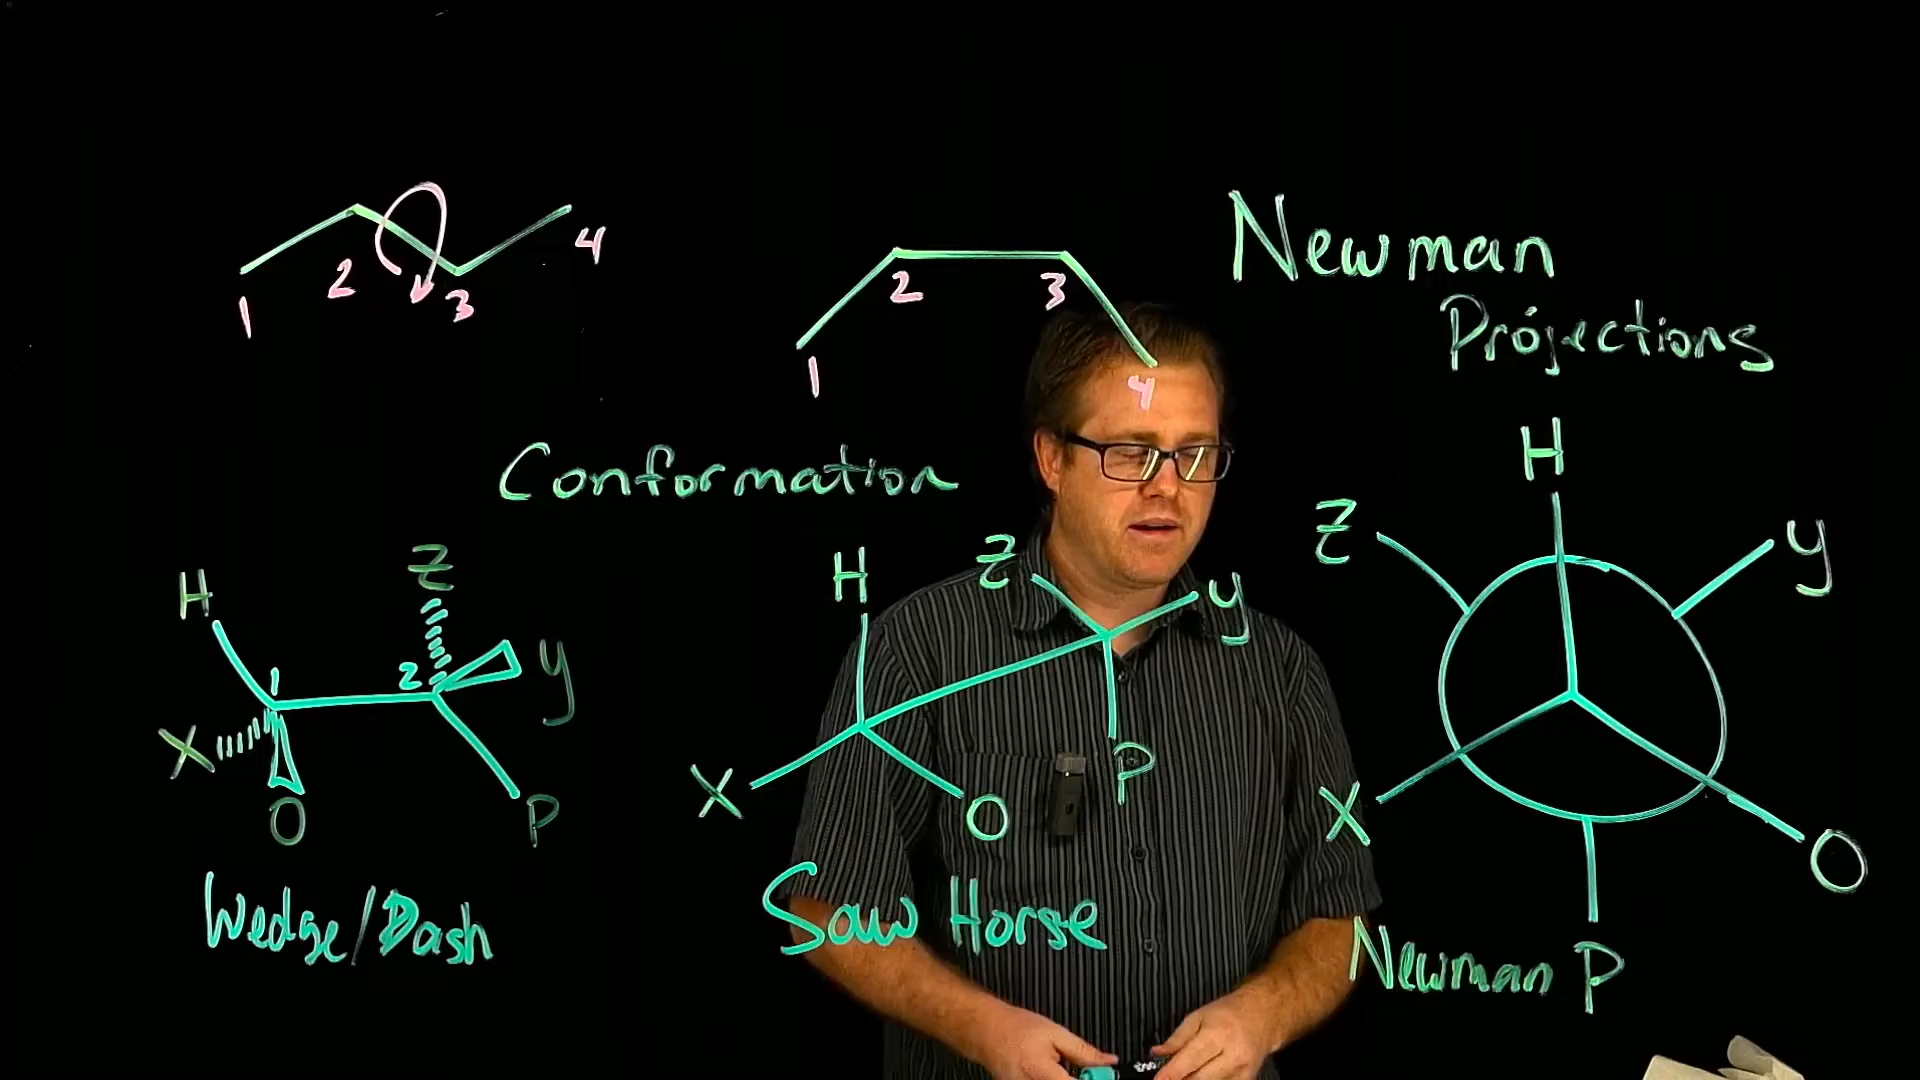 Newman
Projections
1 2 3 4
1 2 3 4
Conformation
H X O 1 2 Z Y P
H X O Z Y P
H Z Y X O P
Wedge/Dash
Saw Horse
Newman P